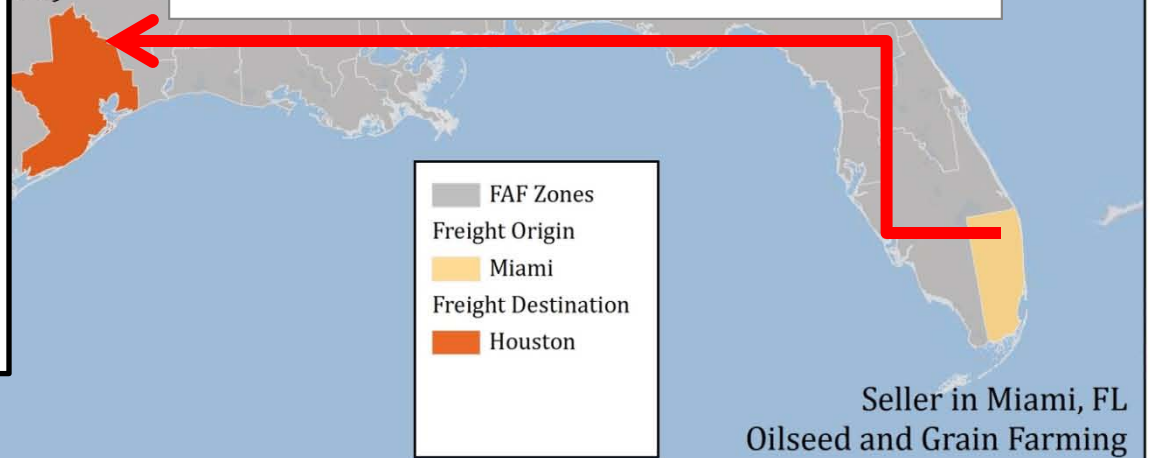 FAF Zones
Freight Origin
Miami
Freight Destination
Houston
Seller in Miami, FL
Oilseed and Grain Farming